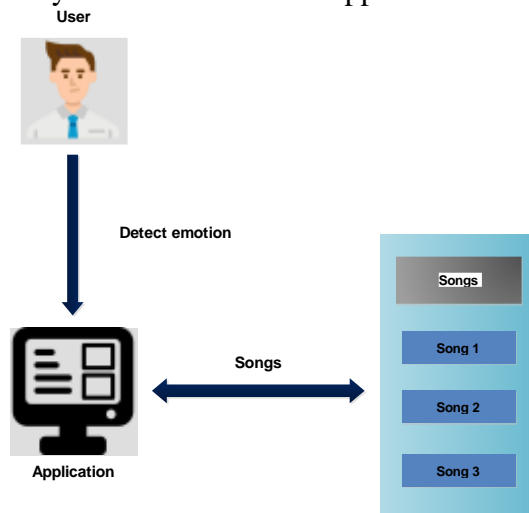 User
Detect emotion
Songs
Song 1
Songs
Song 2
Application
Song 3